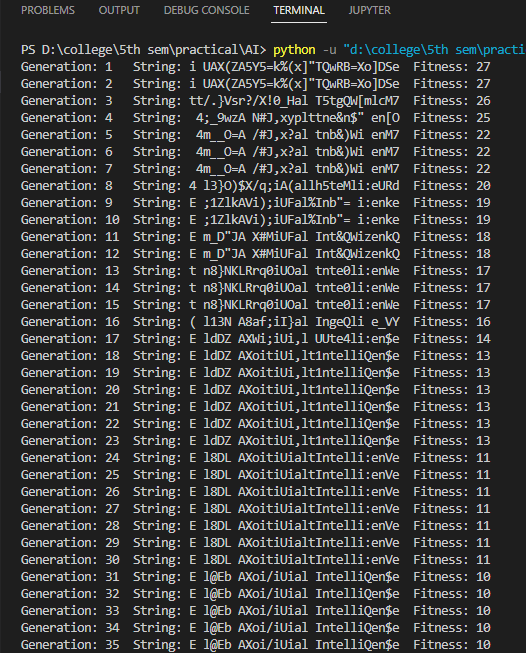 PROBLEMS OUTPUT DEBUG CONSOLE TERMINAL JUPYTER
PS D:\college\5th sem\practical\AI> python -u "d:\college\5th sem\practi
Generation: 1 String: i UAX(ZA5Y5=k%(x]"TQwRB=Xo]DSe Fitness: 27
Generation: 2 String: i UAX(ZA5Y5=k%(x]"TQwRB=Xo]DSe Fitness: 27
Generation: 3 String: tt/.}Vsr?/X!0_Hal T5tgQW[mlcM7 Fitness: 26
Generation: 4 String:  4;_9wzA N#J,xyplttne&n$" en[O Fitness: 25
Generation: 5 String:  4m__O=A /#J,x?al tnb&)Wi enM7 Fitness: 22
Generation: 6 String:  4m__O=A /#J,x?al tnb&)Wi enM7 Fitness: 22
Generation: 7 String:  4m__O=A /#J,x?al tnb&)Wi enM7 Fitness: 22
Generation: 8 String: 4 l3}O)$X/q;iA(allh5teMli:eURd Fitness: 20
Generation: 9 String: E ;1ZlkAVi);iUFal%Inb"= i:enke Fitness: 19
Generation: 10 String: E ;1ZlkAVi);iUFal%Inb"= i:enke Fitness: 19
Generation: 11 String: E m_D"JA X#MiUFal Int&QWizenkQ Fitness: 18
Generation: 12 String: E m_D"JA X#MiUFal Int&QWizenkQ Fitness: 18
Generation: 13 String: t n8}NKLRrq0iUOal tnte0li:enWe Fitness: 17
Generation: 14 String: t n8}NKLRrq0iUOal tnte0li:enWe Fitness: 17
Generation: 15 String: t n8}NKLRrq0iUOal tnte0li:enWe Fitness: 17
Generation: 16 String: ( l13N A8af;iI}al IngeQli e_VY Fitness: 16
Generation: 17 String: E ldDZ AXWi;iUi,l UUte4li:en$e Fitness: 14
Generation: 18 String: E ldDZ AXoitiUi,lt1ntelliQen$e Fitness: 13
Generation: 19 String: E ldDZ AXoitiUi,lt1ntelliQen$e Fitness: 13
Generation: 20 String: E ldDZ AXoitiUi,lt1ntelliQen$e Fitness: 13
Generation: 21 String: E ldDZ AXoitiUi,lt1ntelliQen$e Fitness: 13
Generation: 22 String: E ldDZ AXoitiUi,lt1ntelliQen$e Fitness: 13
Generation: 23 String: E ldDZ AXoitiUi,lt1ntelliQen$e Fitness: 13
Generation: 24 String: E l8DL AXoitiUialtIntelli:enVe Fitness: 11
Generation: 25 String: E l8DL AXoitiUialtIntelli:enVe Fitness: 11
Generation: 26 String: E l8DL AXoitiUialtIntelli:enVe Fitness: 11
Generation: 27 String: E l8DL AXoitiUialtIntelli:enVe Fitness: 11
Generation: 28 String: E l8DL AXoitiUialtIntelli:enVe Fitness: 11
Generation: 29 String: E l8DL AXoitiUialtIntelli:enVe Fitness: 11
Generation: 30 String: E l8DL AXoitiUialtIntelli:enVe Fitness: 11
Generation: 31 String: E l@Eb AXoi/iUial IntelliQen$e Fitness: 10
Generation: 32 String: E l@Eb AXoi/iUial IntelliQen$e Fitness: 10
Generation: 33 String: E l@Eb AXoi/iUial IntelliQen$e Fitness: 10
Generation: 34 String: E l@Eb AXoi/iUial IntelliQen$e Fitness: 10
Generation: 35 String: E l@Eb AXoi/iUial IntelliQen$e Fitness: 10